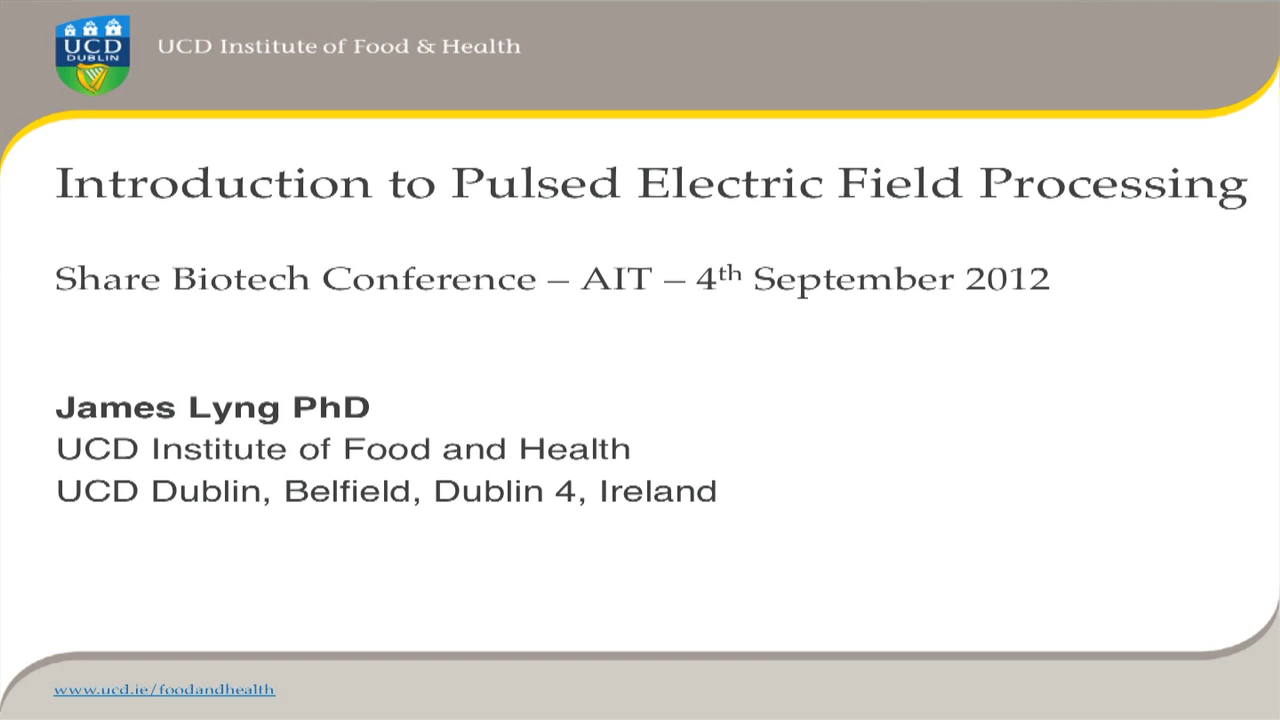 UCD
DUBLIN
UCD Institute of Food & Health
Introduction to Pulsed Electric Field Processing
Share Biotech Conference – AIT – 4th September 2012
James Lyng PhD
UCD Institute of Food and Health
UCD Dublin, Belfield, Dublin 4, Ireland
www.ucd.ie/foodandhealth